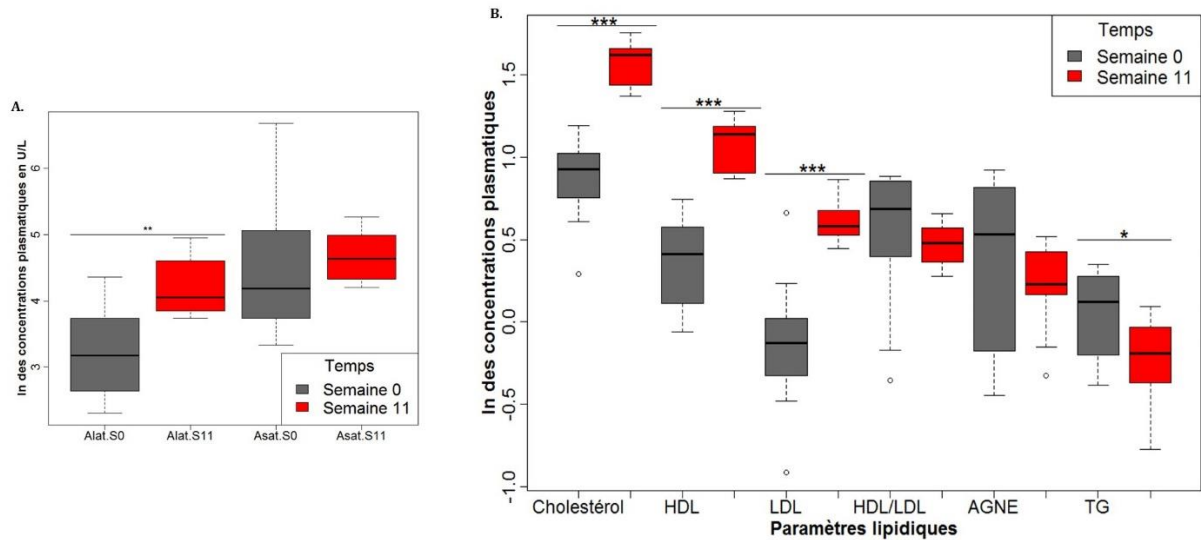 A.
ln des concentrations plasmatiques en U/L
6
5
4
3
**
Temps
Semaine 0
Semaine 11
Alat.S0 Alat.S11 Asat.S0 Asat.S11
B.
ln des concentrations plasmatiques
1.5
1.0
0.5
0.0
-0.5
-1.0
***
***
***
*
Temps
Semaine 0
Semaine 11
Cholestérol HDL LDL HDL/LDL AGNE TG
Paramètres lipidiques